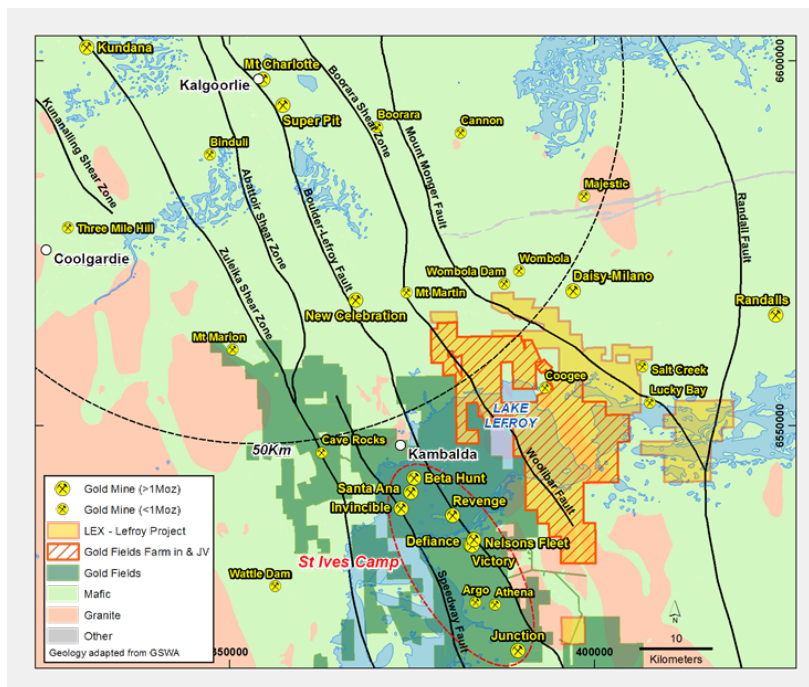 Kundana
Mt Charlotte
Kalgoorlie
Super Pit
Boorara Shear Zone
Boorara
Cannon
6600000
Kunanalling Shear Zone
Binduli
Abattoir Shear Zone
Mount Monger Fault
Majestic
Three Mile Hill
Boulder-Lefroy Fault
Randall Fault
Coolgardie
Zuleika Shear Zone
Wombola
Wombola Dam
Daisy-Milano
Mt Martin
New Celebration
Randalls
Mt Marion
Salt Creek
Coogee
Lucky Bay
LAKE
LEFROY
50Km
Cave Rocks
Kambalda
6550000
Woolibar Fault
Beta Hunt
Santa Ana
Revenge
Invincible
Defiance
Nelsons Fleet
Victory
St Ives Camp
Wattle Dam
Speedway Fault
Argo
Athena
Junction
Gold Mine (>1Moz)
Gold Mine (<1Moz)
LEX - Lefroy Project
Gold Fields Farm in & JV
Gold Fields
Mafic
Granite
Other
Geology adapted from GSWA
N
10
Kilometers
400000